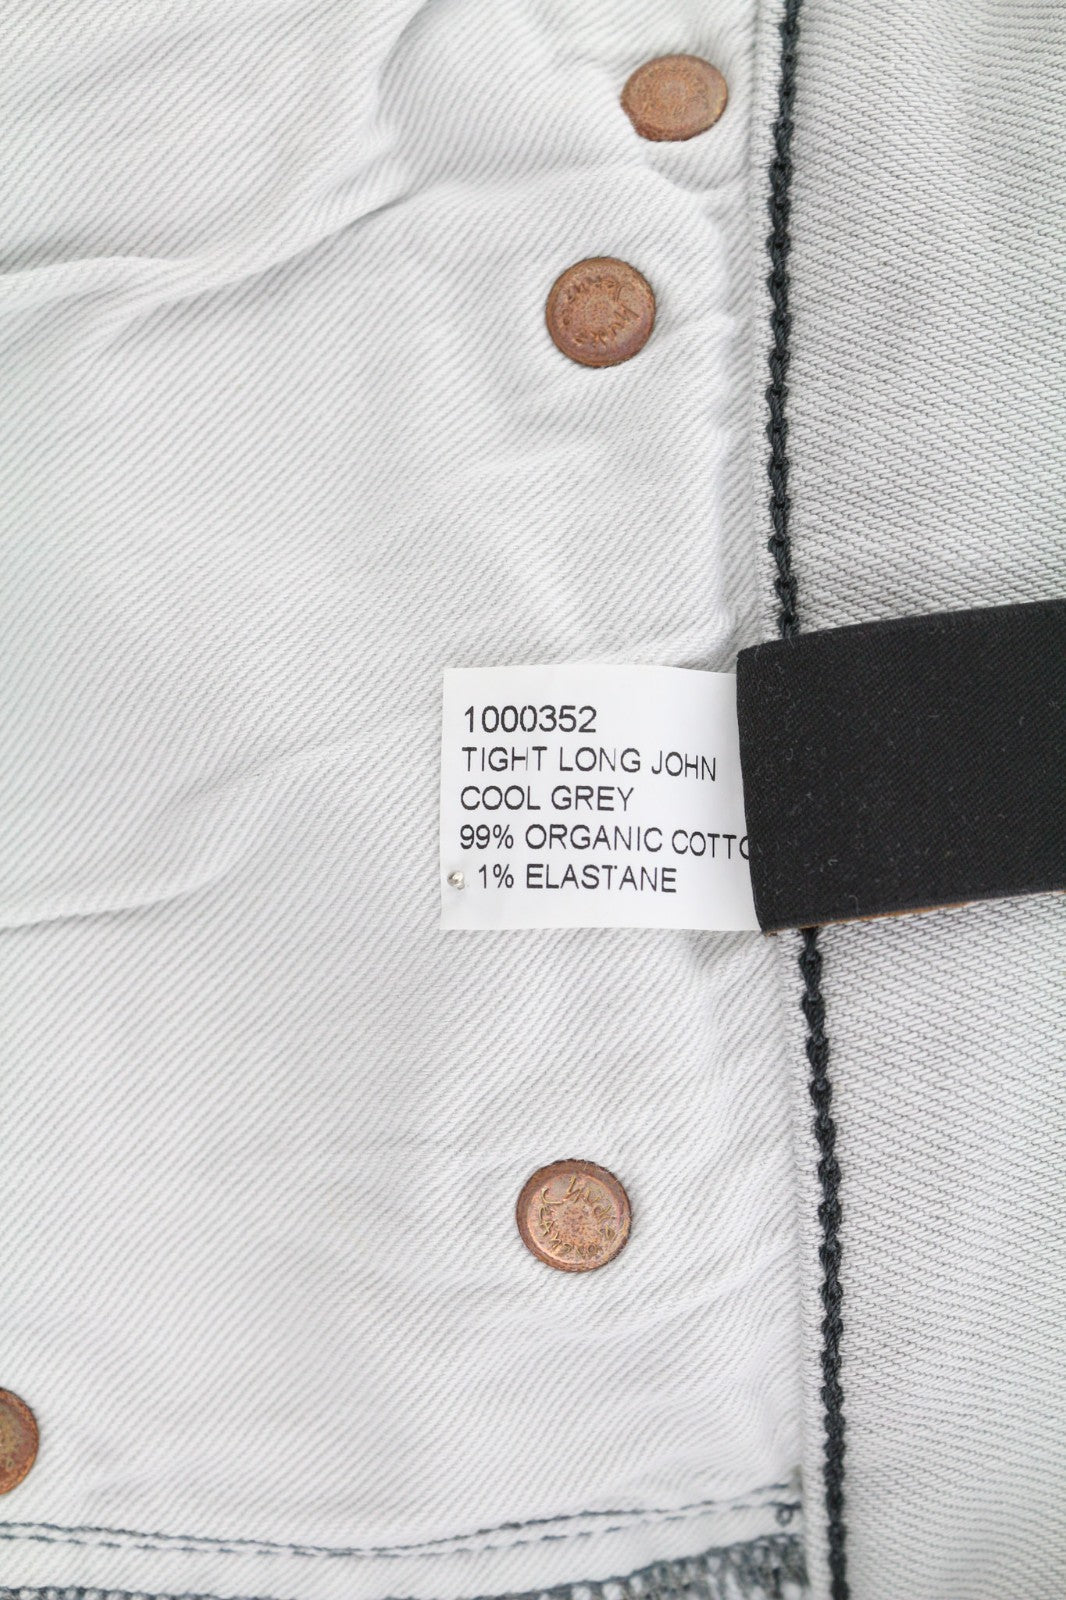 1000352
TIGHT LONG JOHN
COOL GREY
99% ORGANIC COTTO
1% ELASTANE